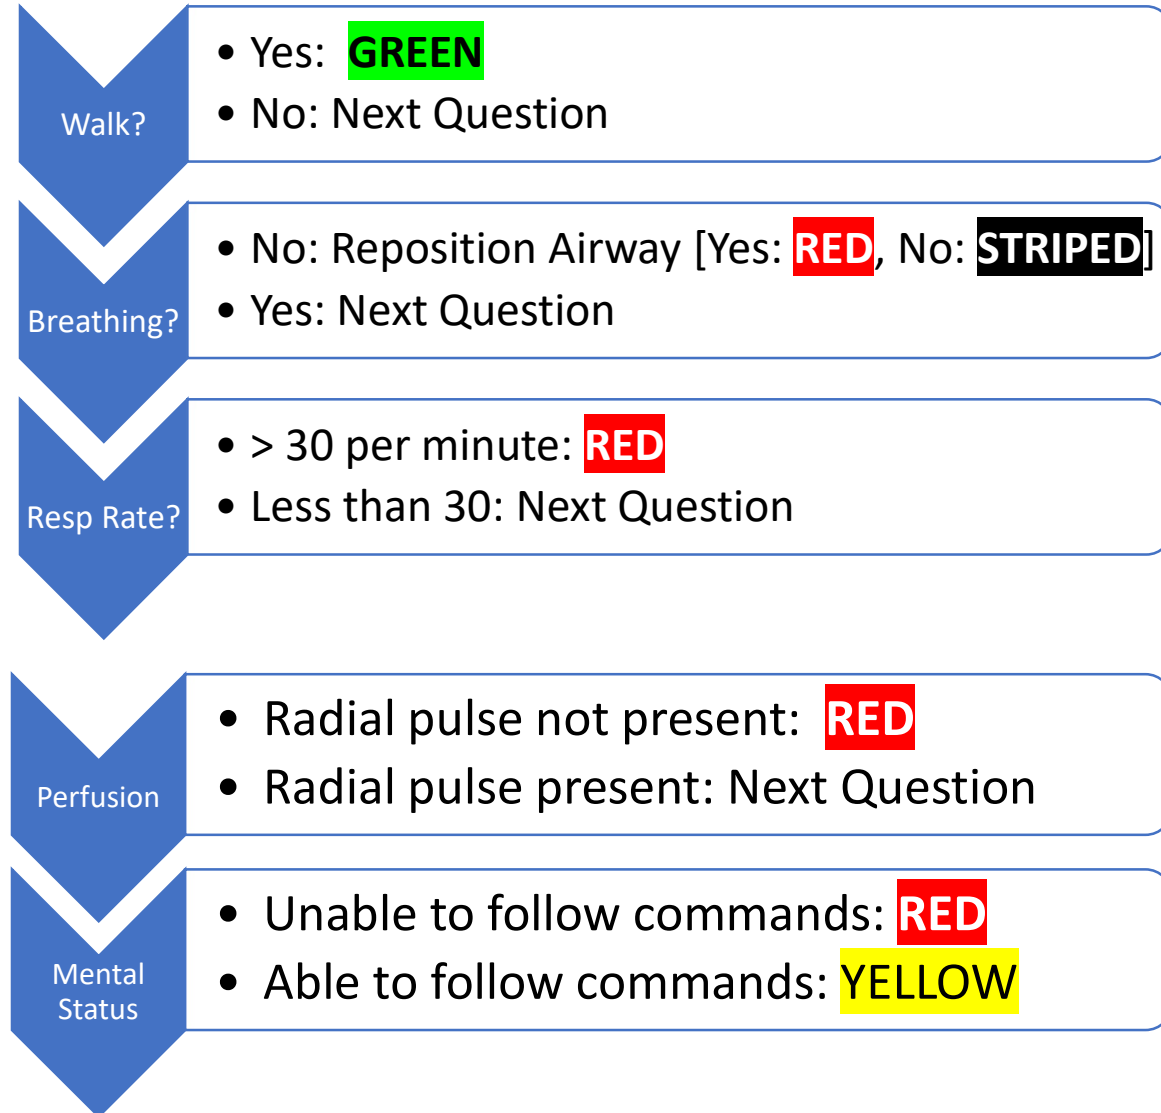 Walk?
• Yes: GREEN
• No: Next Question
Breathing?
• No: Reposition Airway [Yes: RED, No: STRIPED]
• Yes: Next Question
Resp Rate?
• > 30 per minute: RED
• Less than 30: Next Question
Perfusion
• Radial pulse not present: RED
• Radial pulse present: Next Question
Mental
Status
• Unable to follow commands: RED
• Able to follow commands: YELLOW